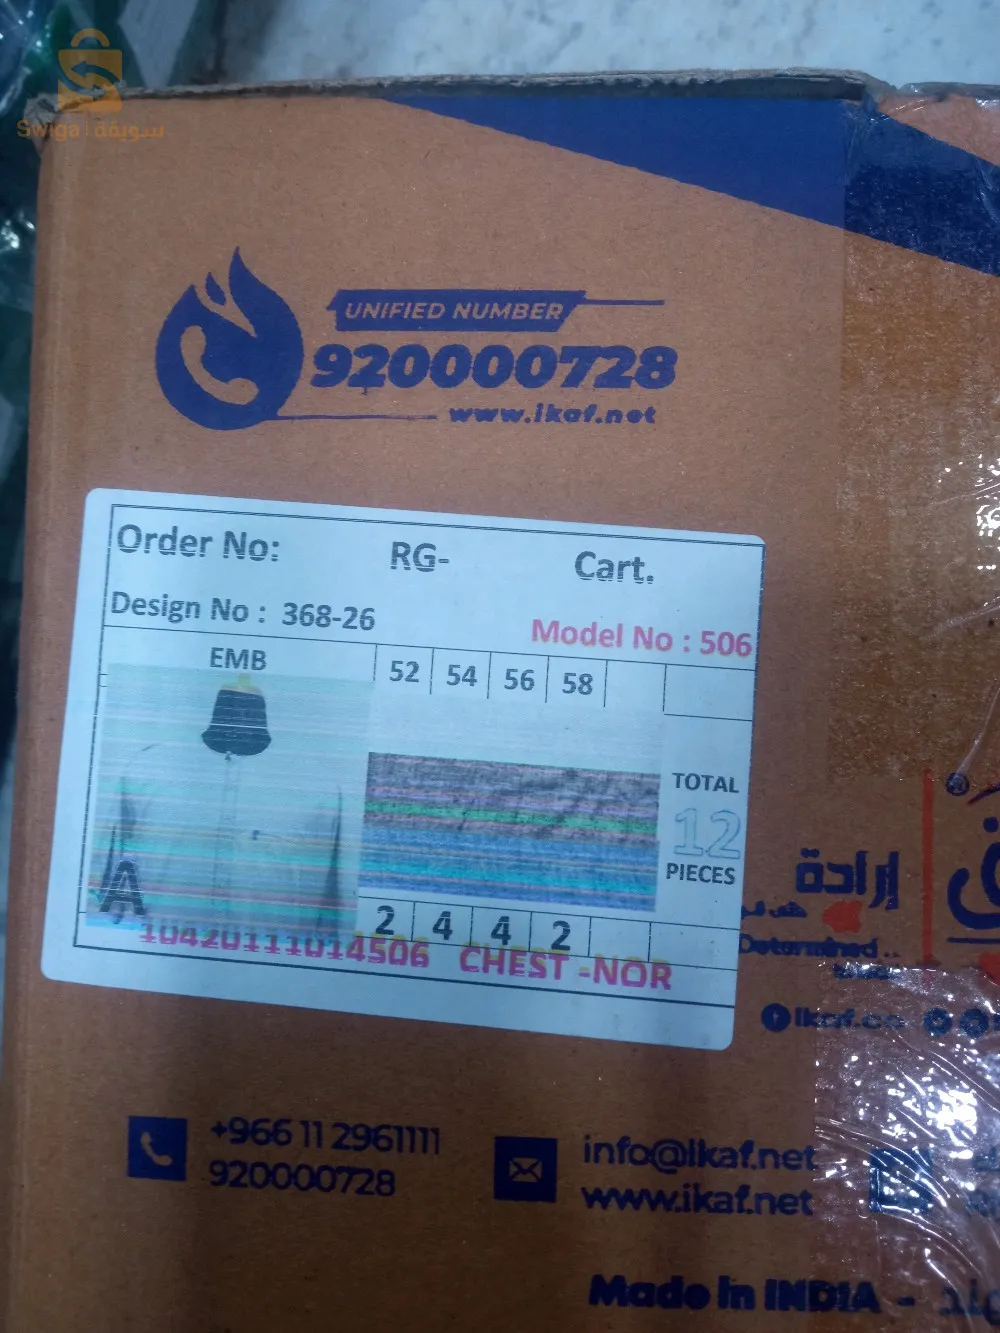 Swiga | سويقة
UNIFIED NUMBER
920000728
www.ikaf.net
Order No: RG- Cart.
Design No : 368-26
Model No : 506
EMB 52 54 56 58
TOTAL
12
PIECES
A
2 4 4 2
10420111014506 CHEST -NOR
إرادة
Determined ..
+966 11 2961111
920000728
info@ikaf.net
www.ikaf.net
Made in INDIA -